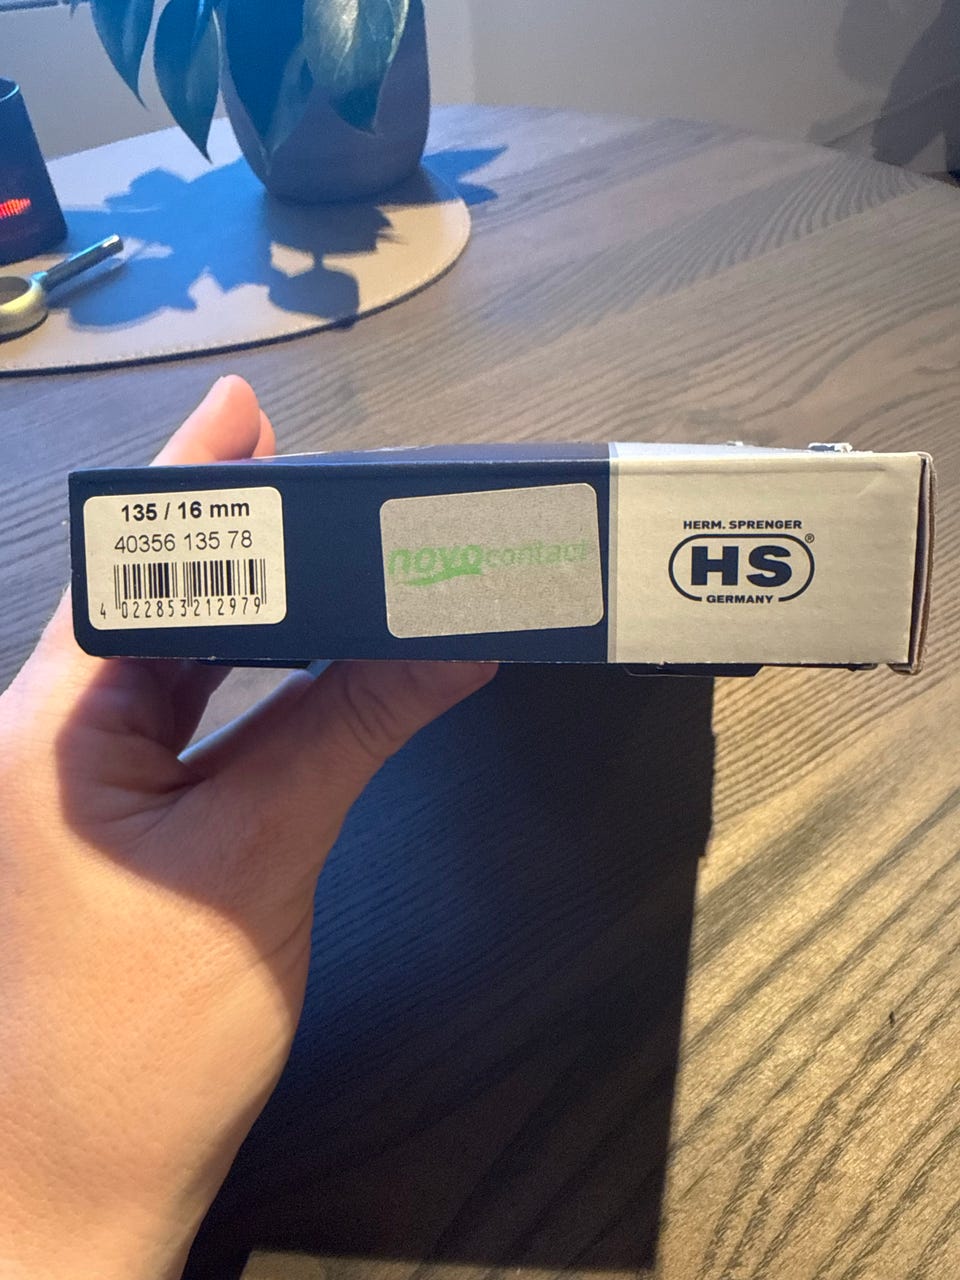 135 / 16 mm
40356 135 78
4 022853 212979
novocontact
HERM. SPRENGER
HS®
GERMANY